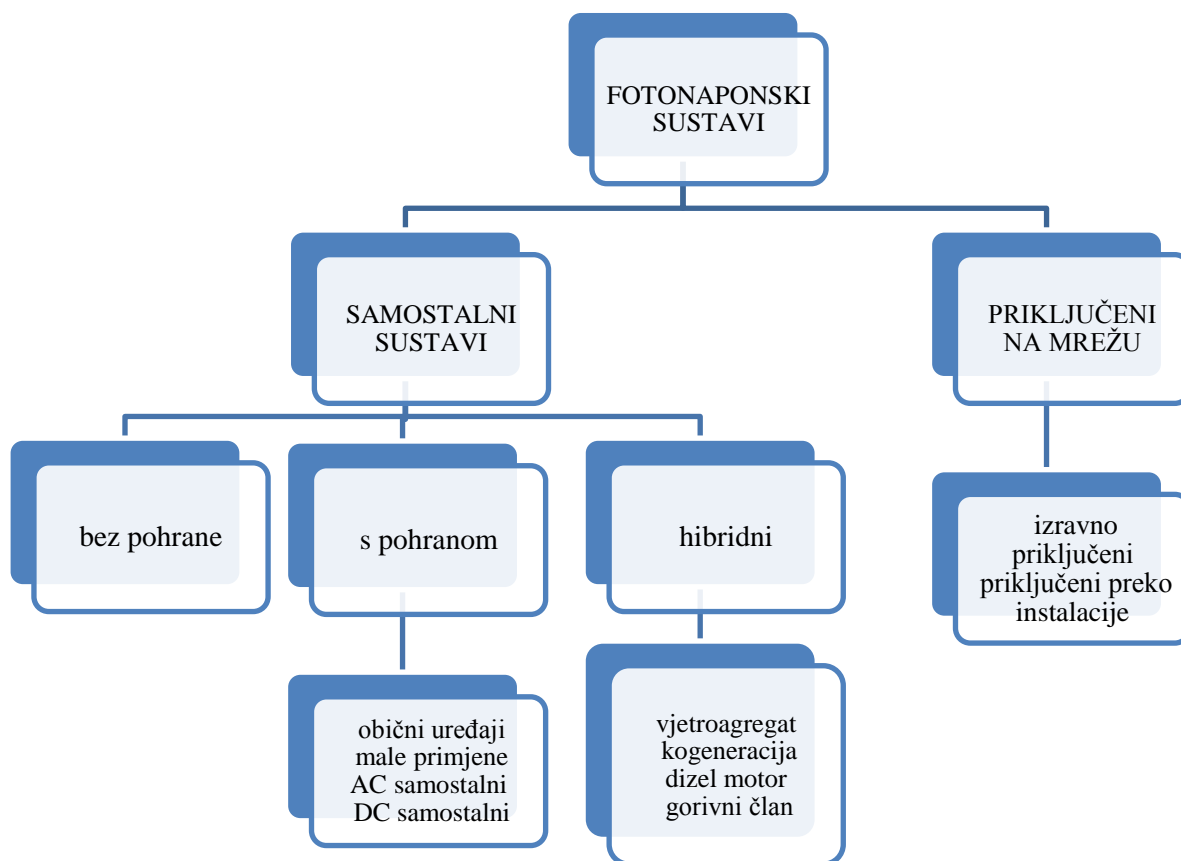 FOTONAPONSKI
SUSTAVI
SAMOSTALNI
SUSTAVI
PRIKLJUČENI
NA MREŽU
bez pohrane
s pohranom
hibridni
izravno
priključeni
priključeni preko
instalacije
obični uređaji
male primjene
AC samostalni
DC samostalni
vjetroagregat
kogeneracija
dizel motor
gorivni član